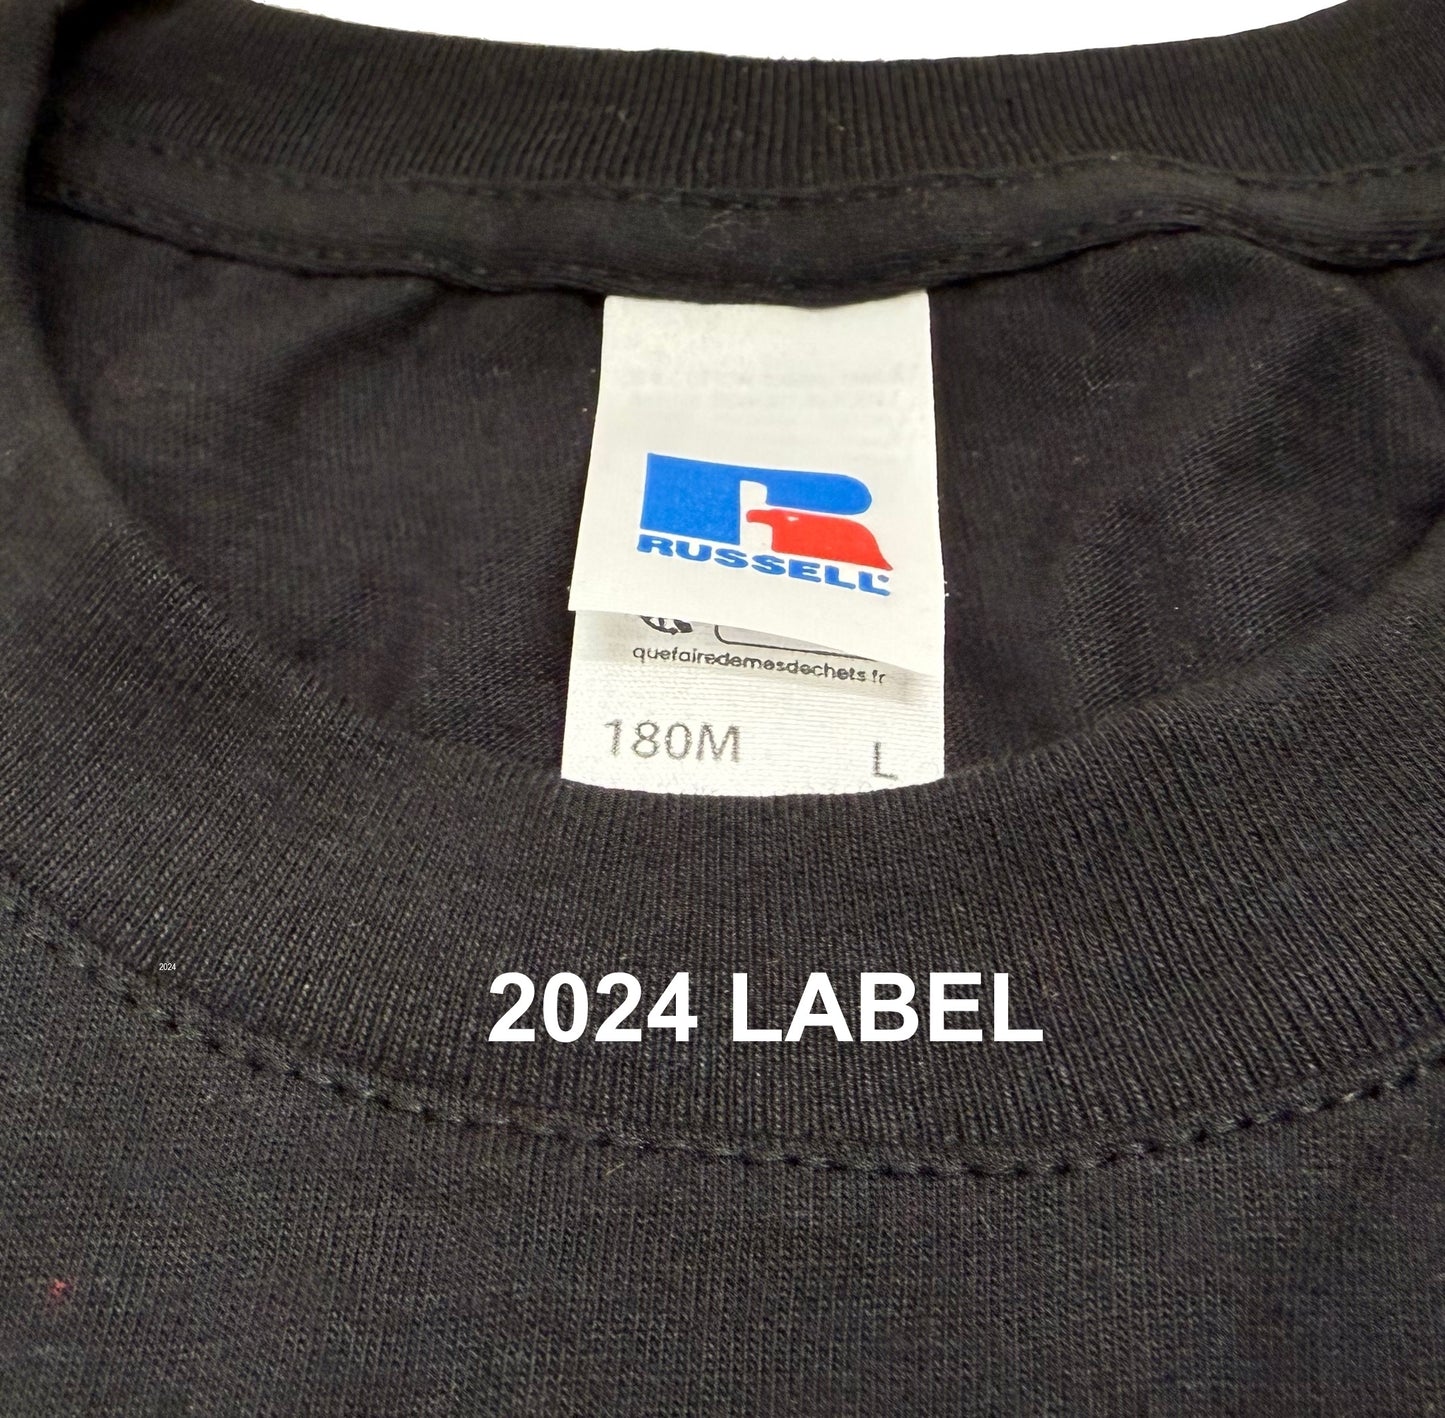 RUSSELL
quefairedemesdechets.fr
180M L
2024
2024 LABEL